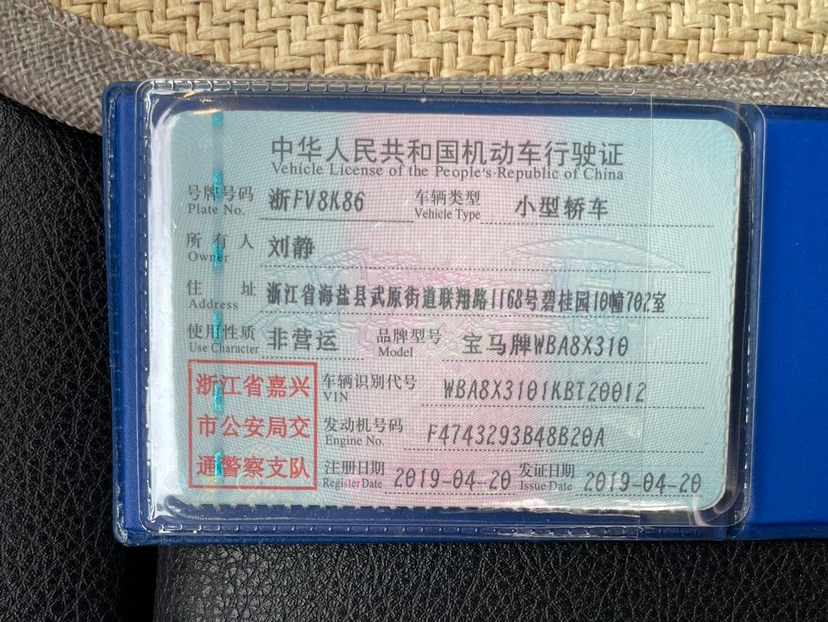 中华人民共和国机动车行驶证
Vehicle License of the People's Republic of China
号牌号码 浙FV8K86 车辆类型 小型轿车
Plate No. Vehicle Type
所有人 刘静
Owner
住址 浙江省海盐县武原街道联翔路1168号碧桂园10幢702室
Address
使用性质 非营运 品牌型号 宝马牌WBA8X310
Use Character Model
浙江省嘉兴
市公安局交
通警察支队
车辆识别代号 WBA8X3101KBT20012
VIN
发动机号码 F4743293B48B20A
Engine No.
注册日期 2019-04-20 发证日期 2019-04-20
Register Date Issue Date